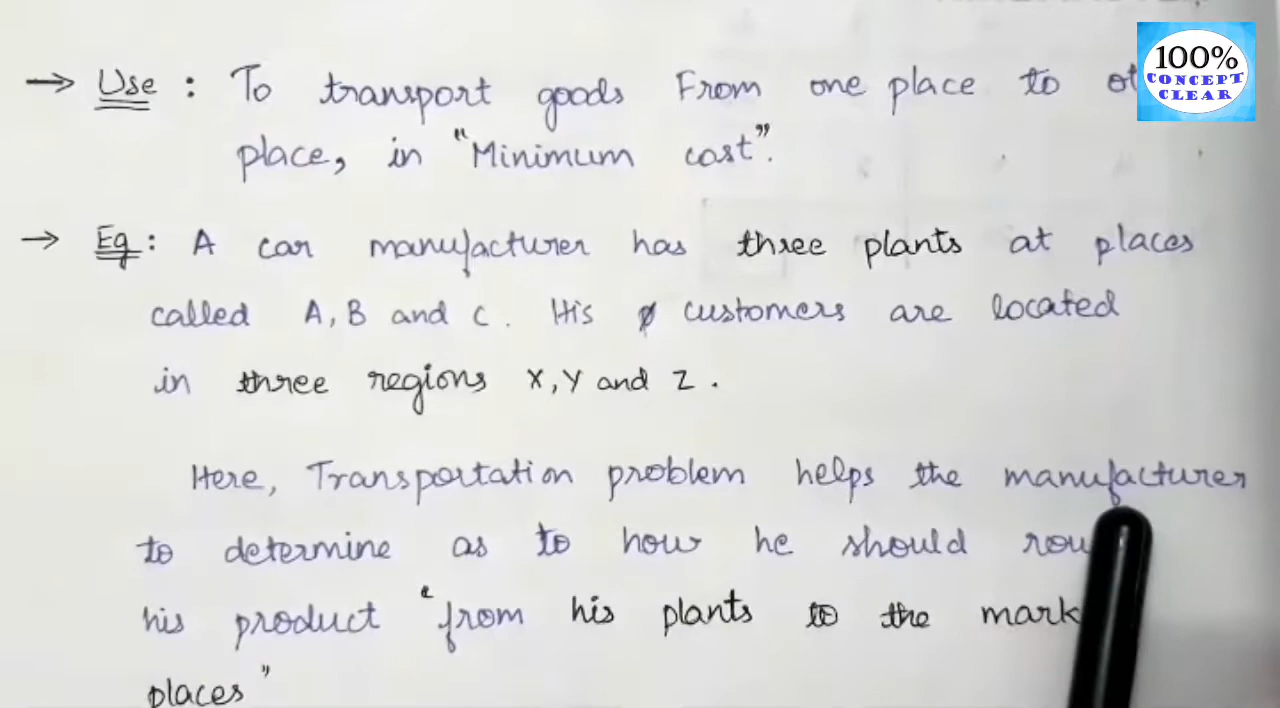 → Use : To transport goods From one place to ot
place, in "Minimum cost".
→ Eg : A car manufacturer has three plants at places
called A, B and C. His customers are located
in three regions X, Y and Z.
Here, Transportation problem helps the manufacturer
to determine as to how he should rou
his product "from his plants to the mark
places"
100%
CONCEPT
CLEAR